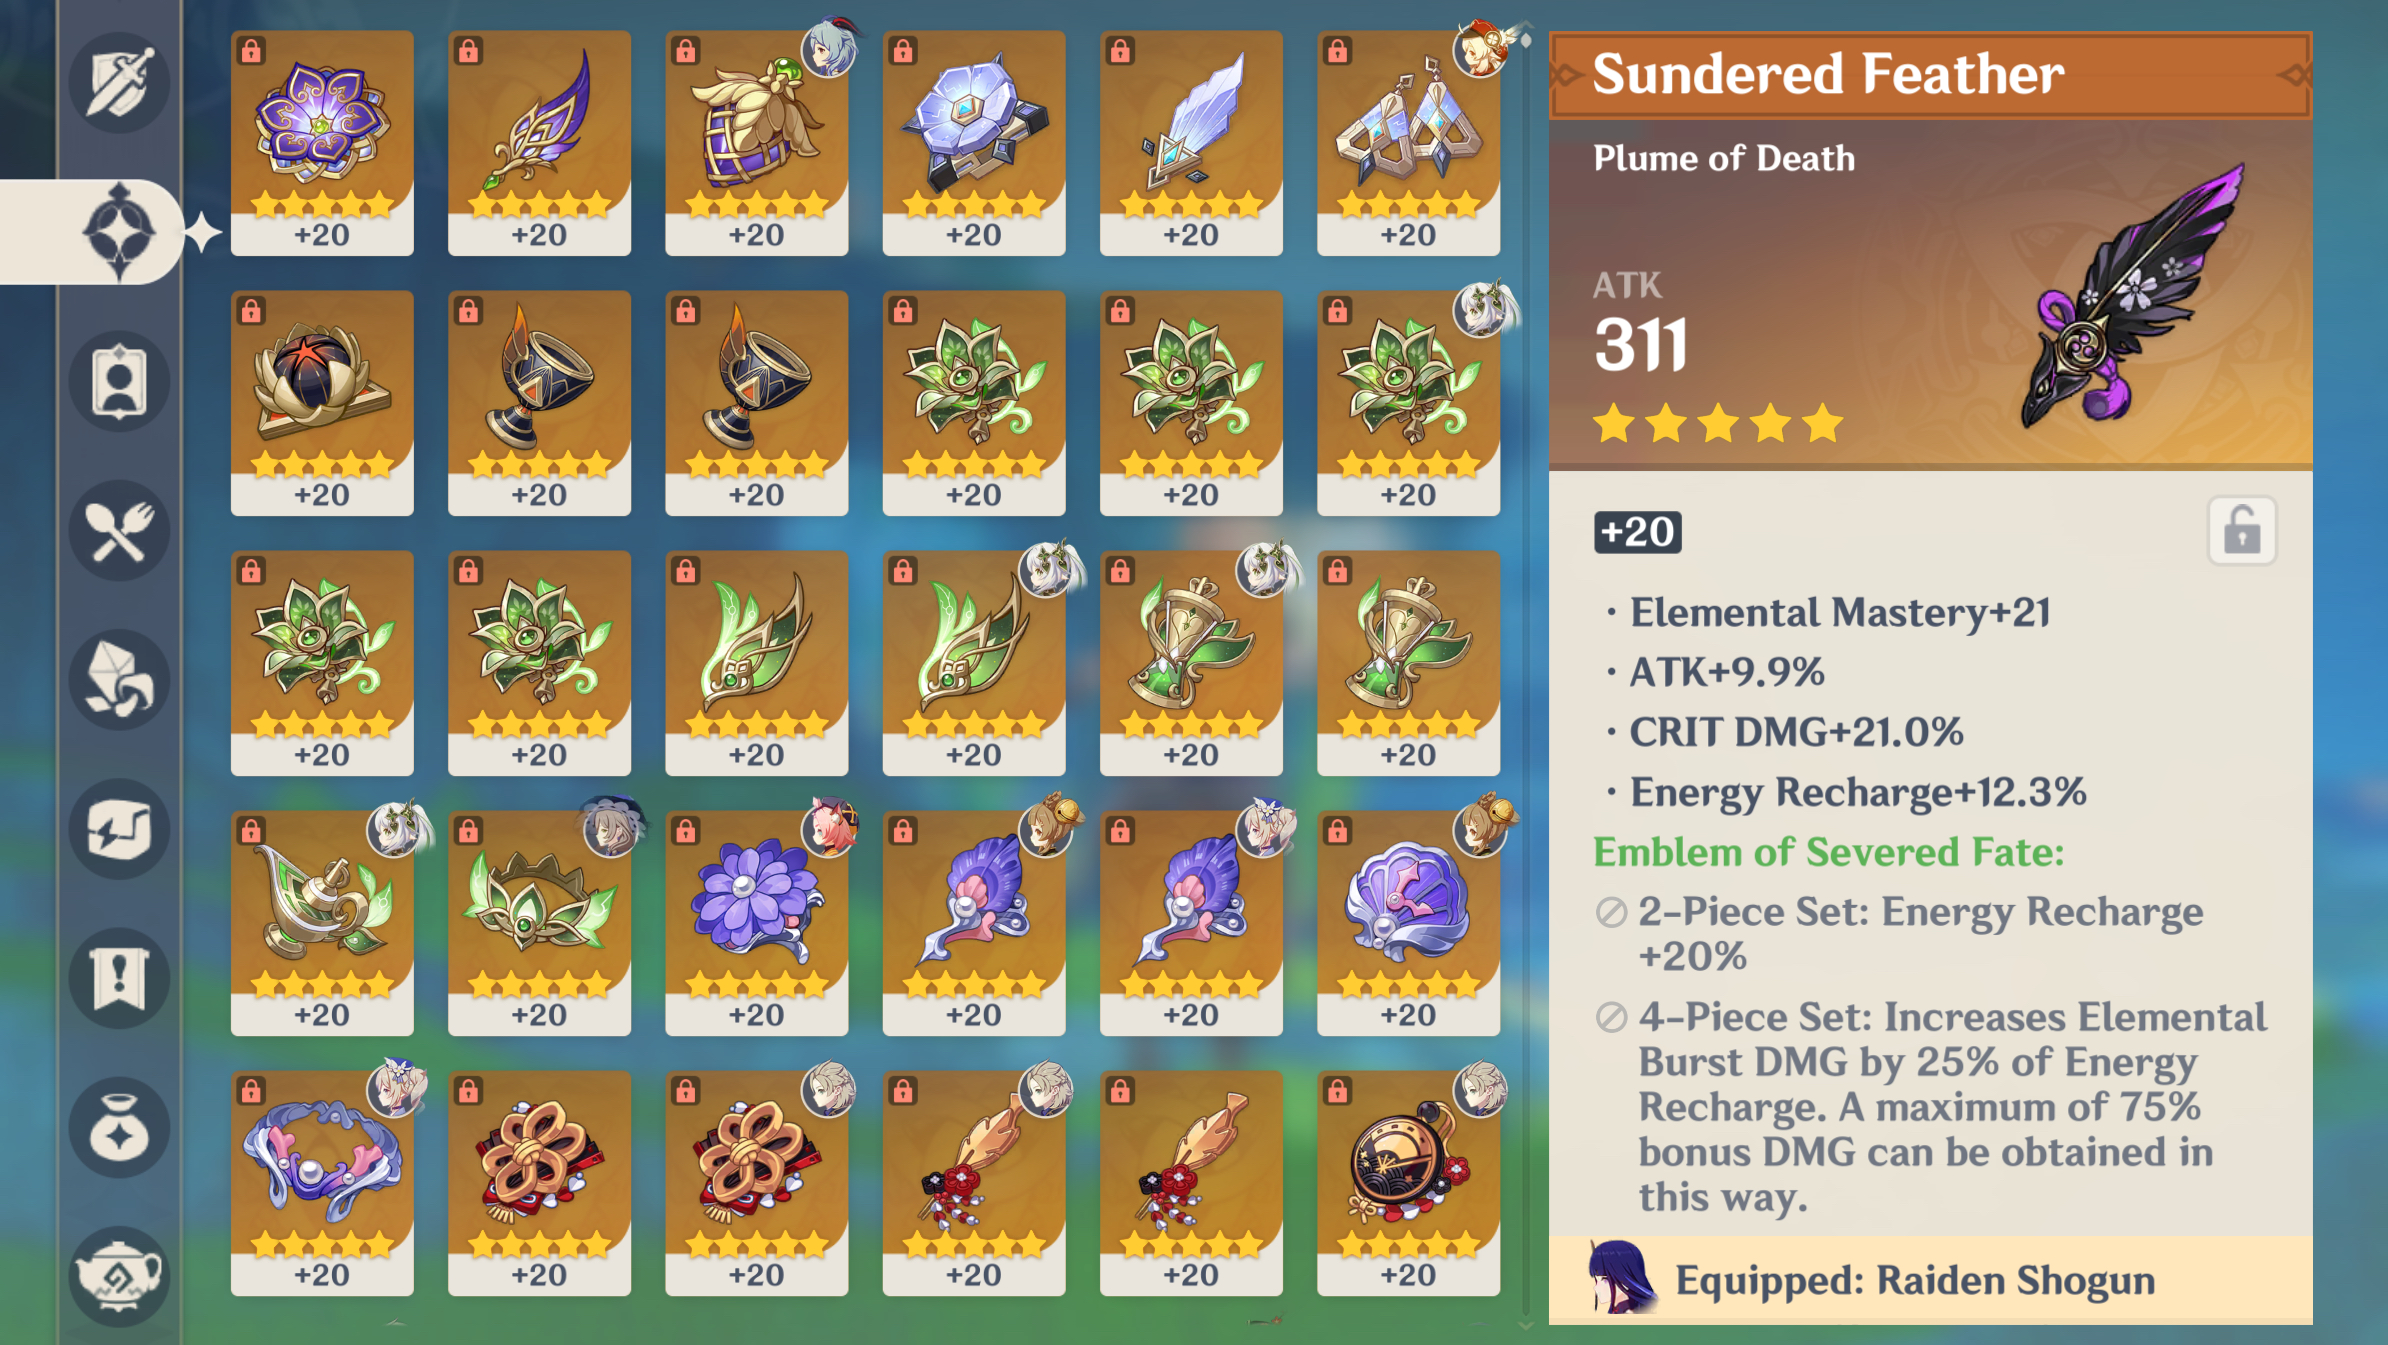 +20 +20 +20 +20 +20 +20
+20 +20 +20 +20 +20 +20
+20 +20 +20 +20 +20 +20
+20 +20 +20 +20 +20 +20
+20 +20 +20 +20 +20 +20
Sundered Feather
Plume of Death
ATK
311
+20
· Elemental Mastery+21
· ATK+9.9%
· CRIT DMG+21.0%
· Energy Recharge+12.3%
Emblem of Severed Fate:
2-Piece Set: Energy Recharge
+20%
4-Piece Set: Increases Elemental
Burst DMG by 25% of Energy
Recharge. A maximum of 75%
bonus DMG can be obtained in
this way.
Equipped: Raiden Shogun